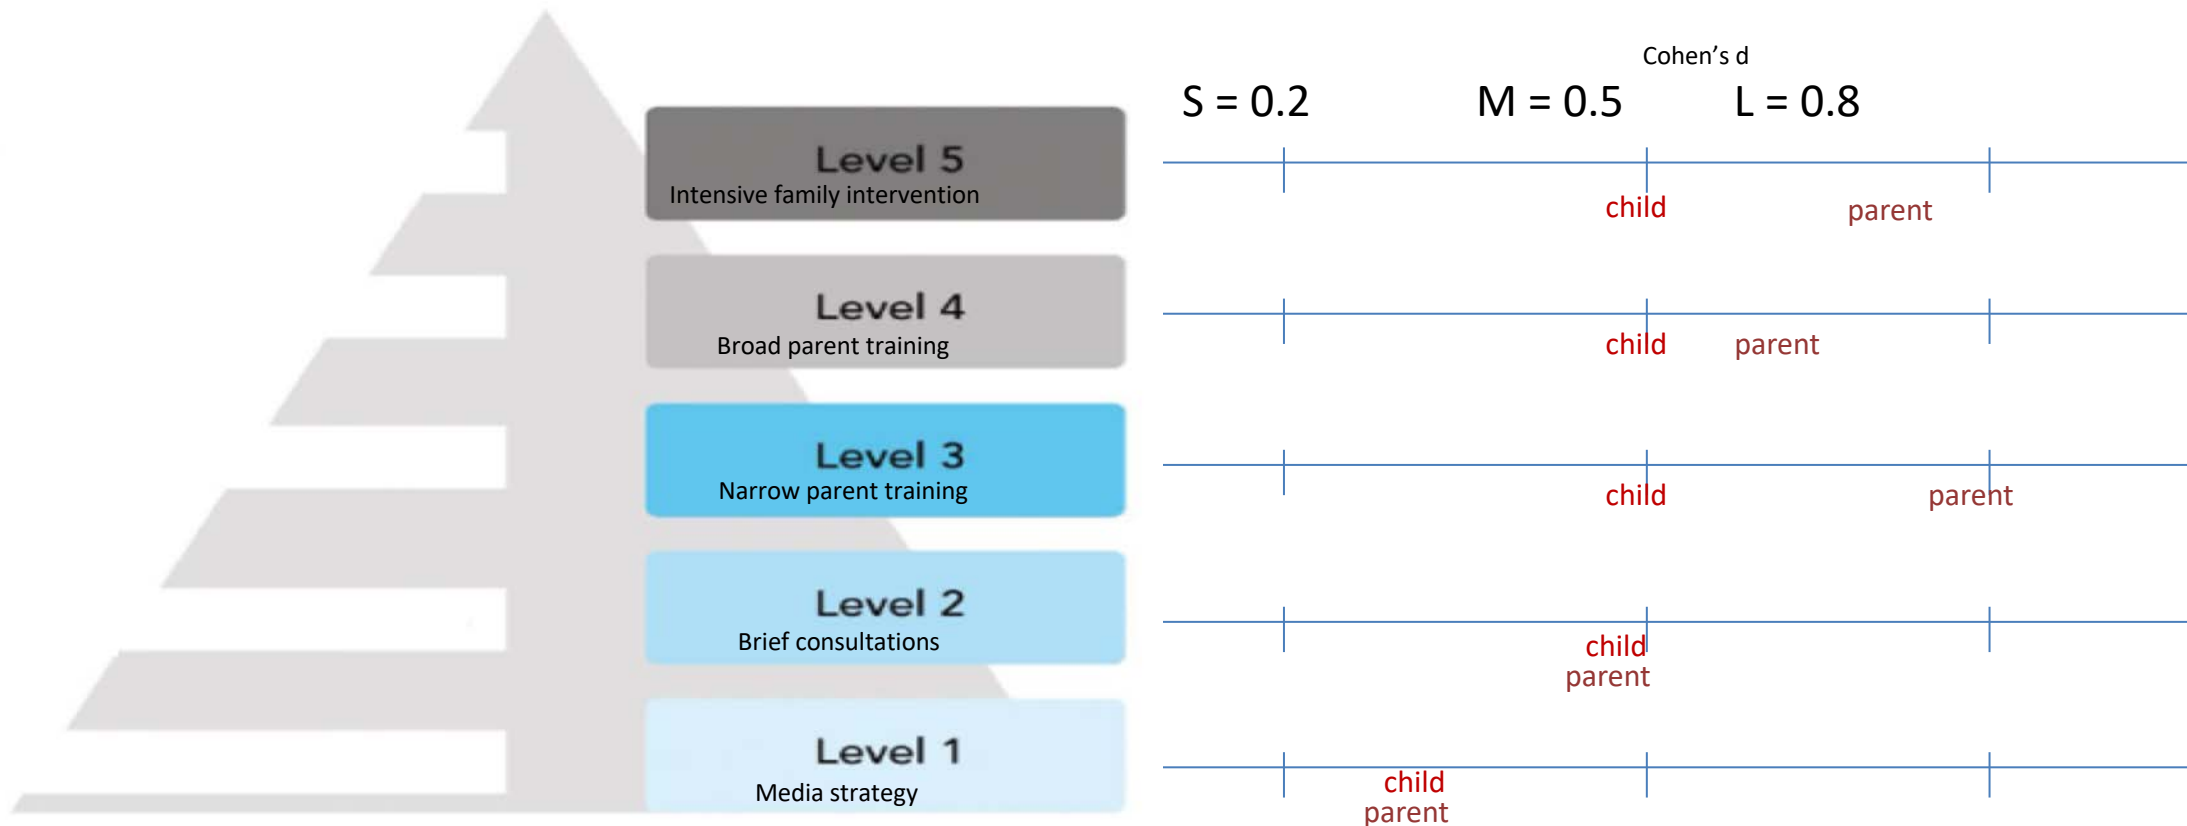 Cohen’s d
S = 0.2 M = 0.5 L = 0.8
Level 5
Intensive family intervention
child parent
Level 4
Broad parent training
child parent
Level 3
Narrow parent training
child parent
Level 2
Brief consultations
child
parent
Level 1
Media strategy
child
parent